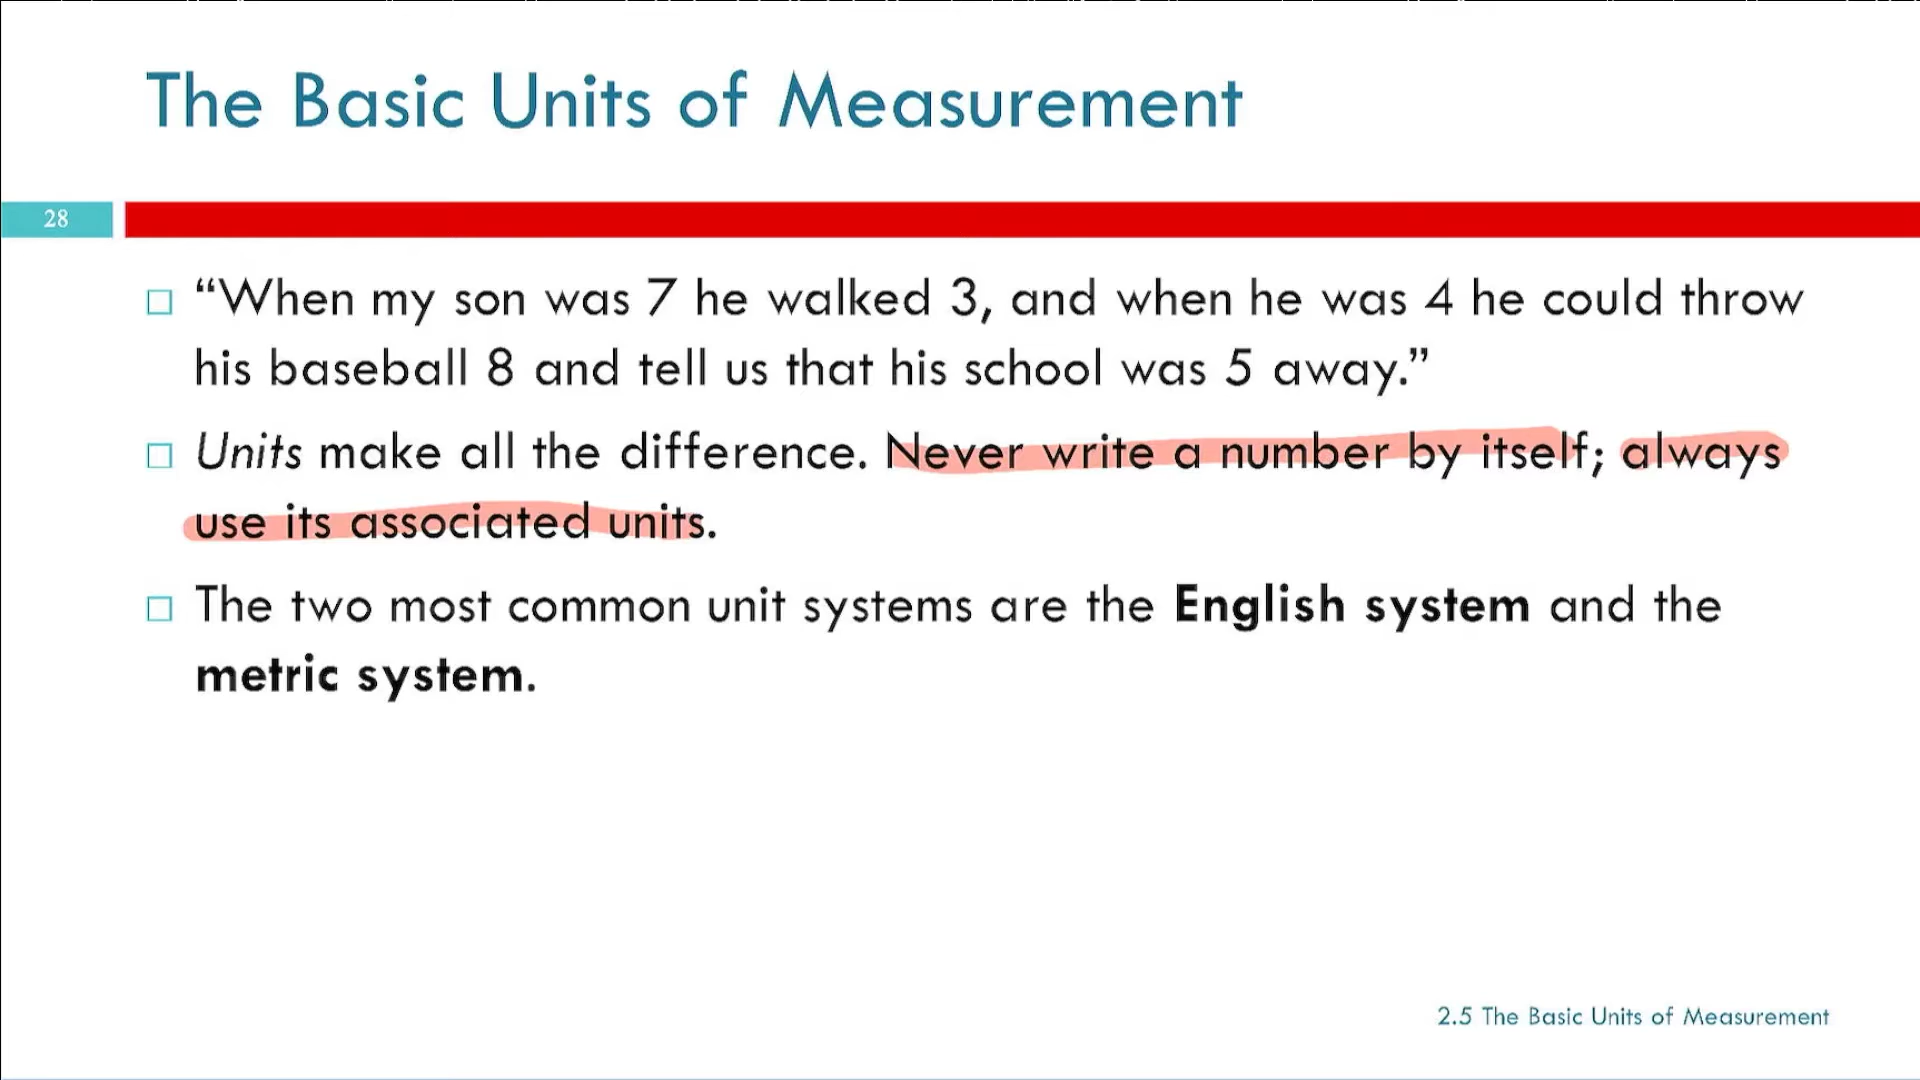 The Basic Units of Measurement
28
“When my son was 7 he walked 3, and when he was 4 he could throw
his baseball 8 and tell us that his school was 5 away.”
Units make all the difference. Never write a number by itself; always
use its associated units.
The two most common unit systems are the English system and the
metric system.
2.5 The Basic Units of Measurement